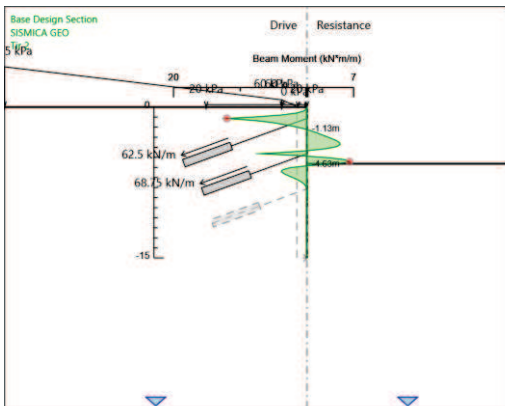 Base Design Section
SISMICA GEO
Drive
Resistance
5 kPa
Beam Moment (kN*m/m)
20
7
20 kPa
0
-1.13m
62.5 kN/m
-4.63m
68.75 kN/m
-15